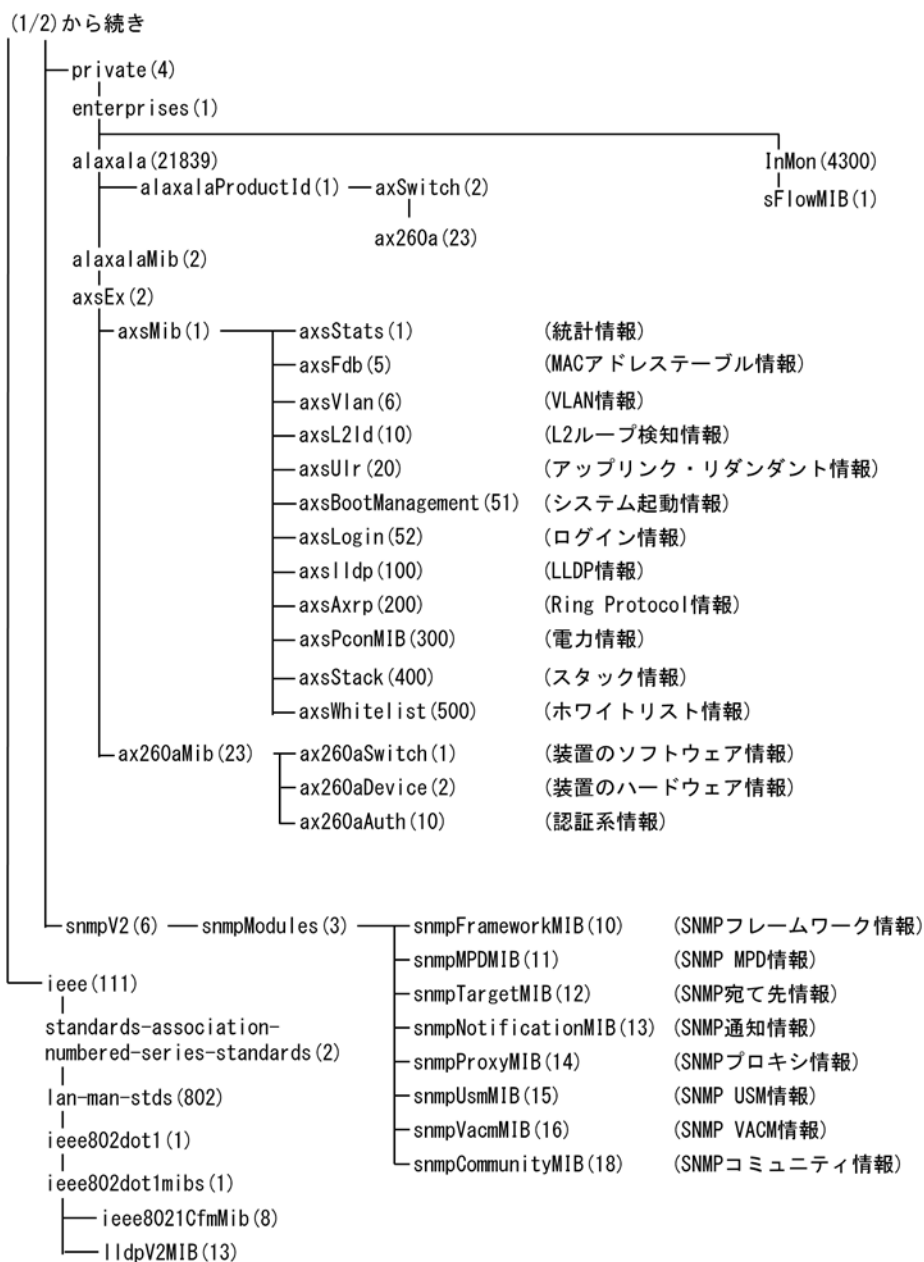 (1/2)から続き
private(4)
enterprises(1)
alaxala(21839) InMon(4300)
alaxalaProductId(1) axSwitch(2) sFlowMIB(1)
ax260a(23)
alaxalaMib(2)
axsEx(2)
axsMib(1) axsStats(1) (統計情報)
axsFdb(5) (MACアドレステーブル情報)
axsVlan(6) (VLAN情報)
axsL2ld(10) (L2ループ検知情報)
axsUlr(20) (アップリンク・リダンダント情報)
axsBootManagement(51) (システム起動情報)
axsLogin(52) (ログイン情報)
axslldp(100) (LLDP情報)
axsAxrp(200) (Ring Protocol情報)
axsPconMIB(300) (電力情報)
axsStack(400) (スタック情報)
axsWhitelist(500) (ホワイトリスト情報)
ax260aMib(23) ax260aSwitch(1) (装置のソフトウェア情報)
ax260aDevice(2) (装置のハードウェア情報)
ax260aAuth(10) (認証系情報)
snmpV2(6) snmpModules(3) snmpFrameworkMIB(10) (SNMPフレームワーク情報)
snmpMPDMIB(11) (SNMP MPD情報)
ieee(111) snmpTargetMIB(12) (SNMP宛て先情報)
standards-association-
numbered-series-standards(2) snmpNotificationMIB(13) (SNMP通知情報)
snmpProxyMIB(14) (SNMPプロキシ情報)
lan-man-stds(802) snmpUsmMIB(15) (SNMP USM情報)
ieee802dot1(1) snmpVacmMIB(16) (SNMP VACM情報)
ieee802dot1mibs(1) snmpCommunityMIB(18) (SNMPコミュニティ情報)
ieee8021CfmMib(8)
lldpV2MIB(13)